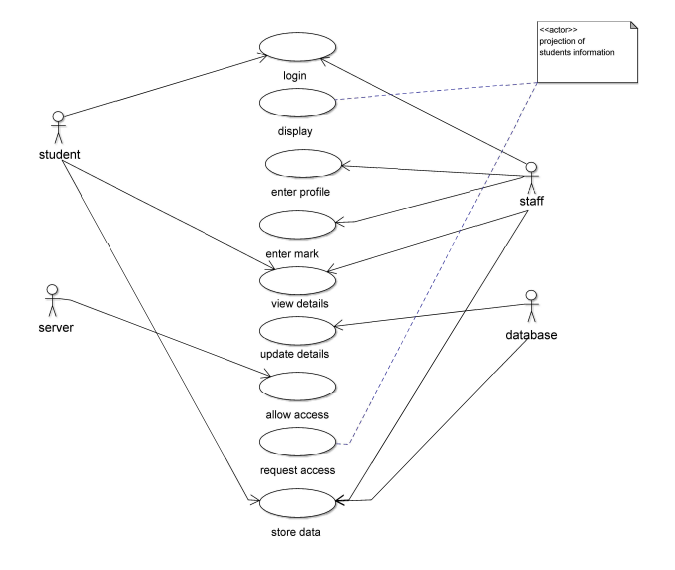 <<actor>>
projection of
students information
login
display
student
enter profile
staff
enter mark
view details
server
database
update details
allow access
request access
store data